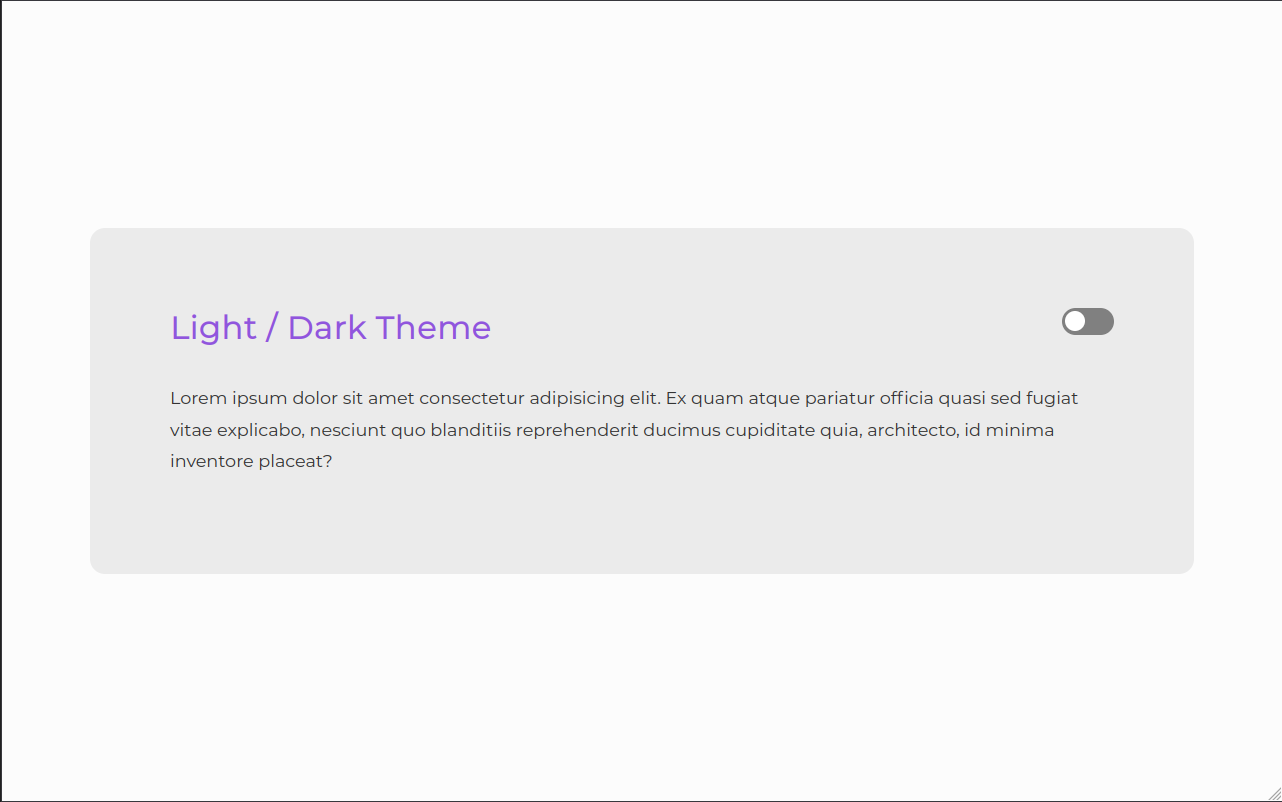 Light / Dark Theme
Lorem ipsum dolor sit amet consectetur adipisicing elit. Ex quam atque pariatur officia quasi sed fugiat
vitae explicabo, nesciunt quo blanditiis reprehenderit ducimus cupiditate quia, architecto, id minima
inventore placeat?